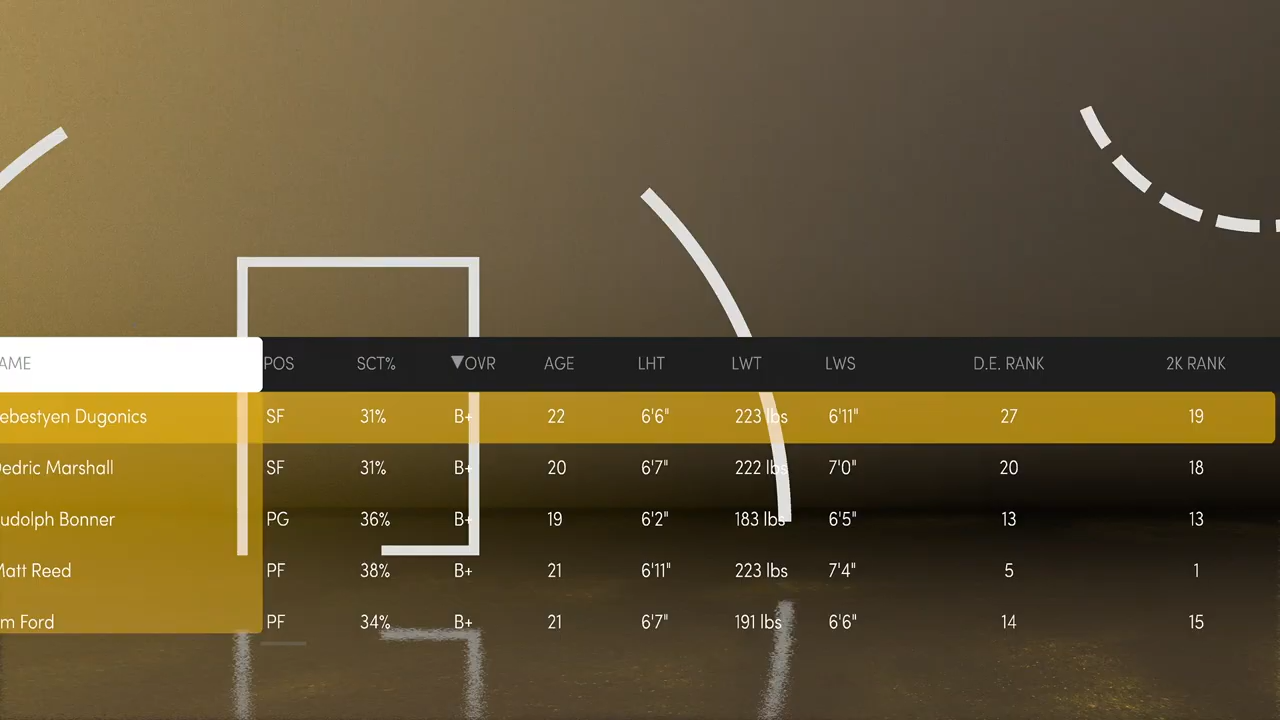 AME POS SCT% ▼OVR AGE LHT LWT LWS D.E. RANK 2K RANK
ebestyen Dugonics SF 31% B+ 22 6'6" 223 lbs 6'11" 27 19
edric Marshall SF 31% B+ 20 6'7" 222 lbs 7'0" 20 18
udolph Bonner PG 36% B+ 19 6'2" 183 lbs 6'5" 13 13
Matt Reed PF 38% B+ 21 6'11" 223 lbs 7'4" 5 1
m Ford PF 34% B+ 21 6'7" 191 lbs 6'6" 14 15